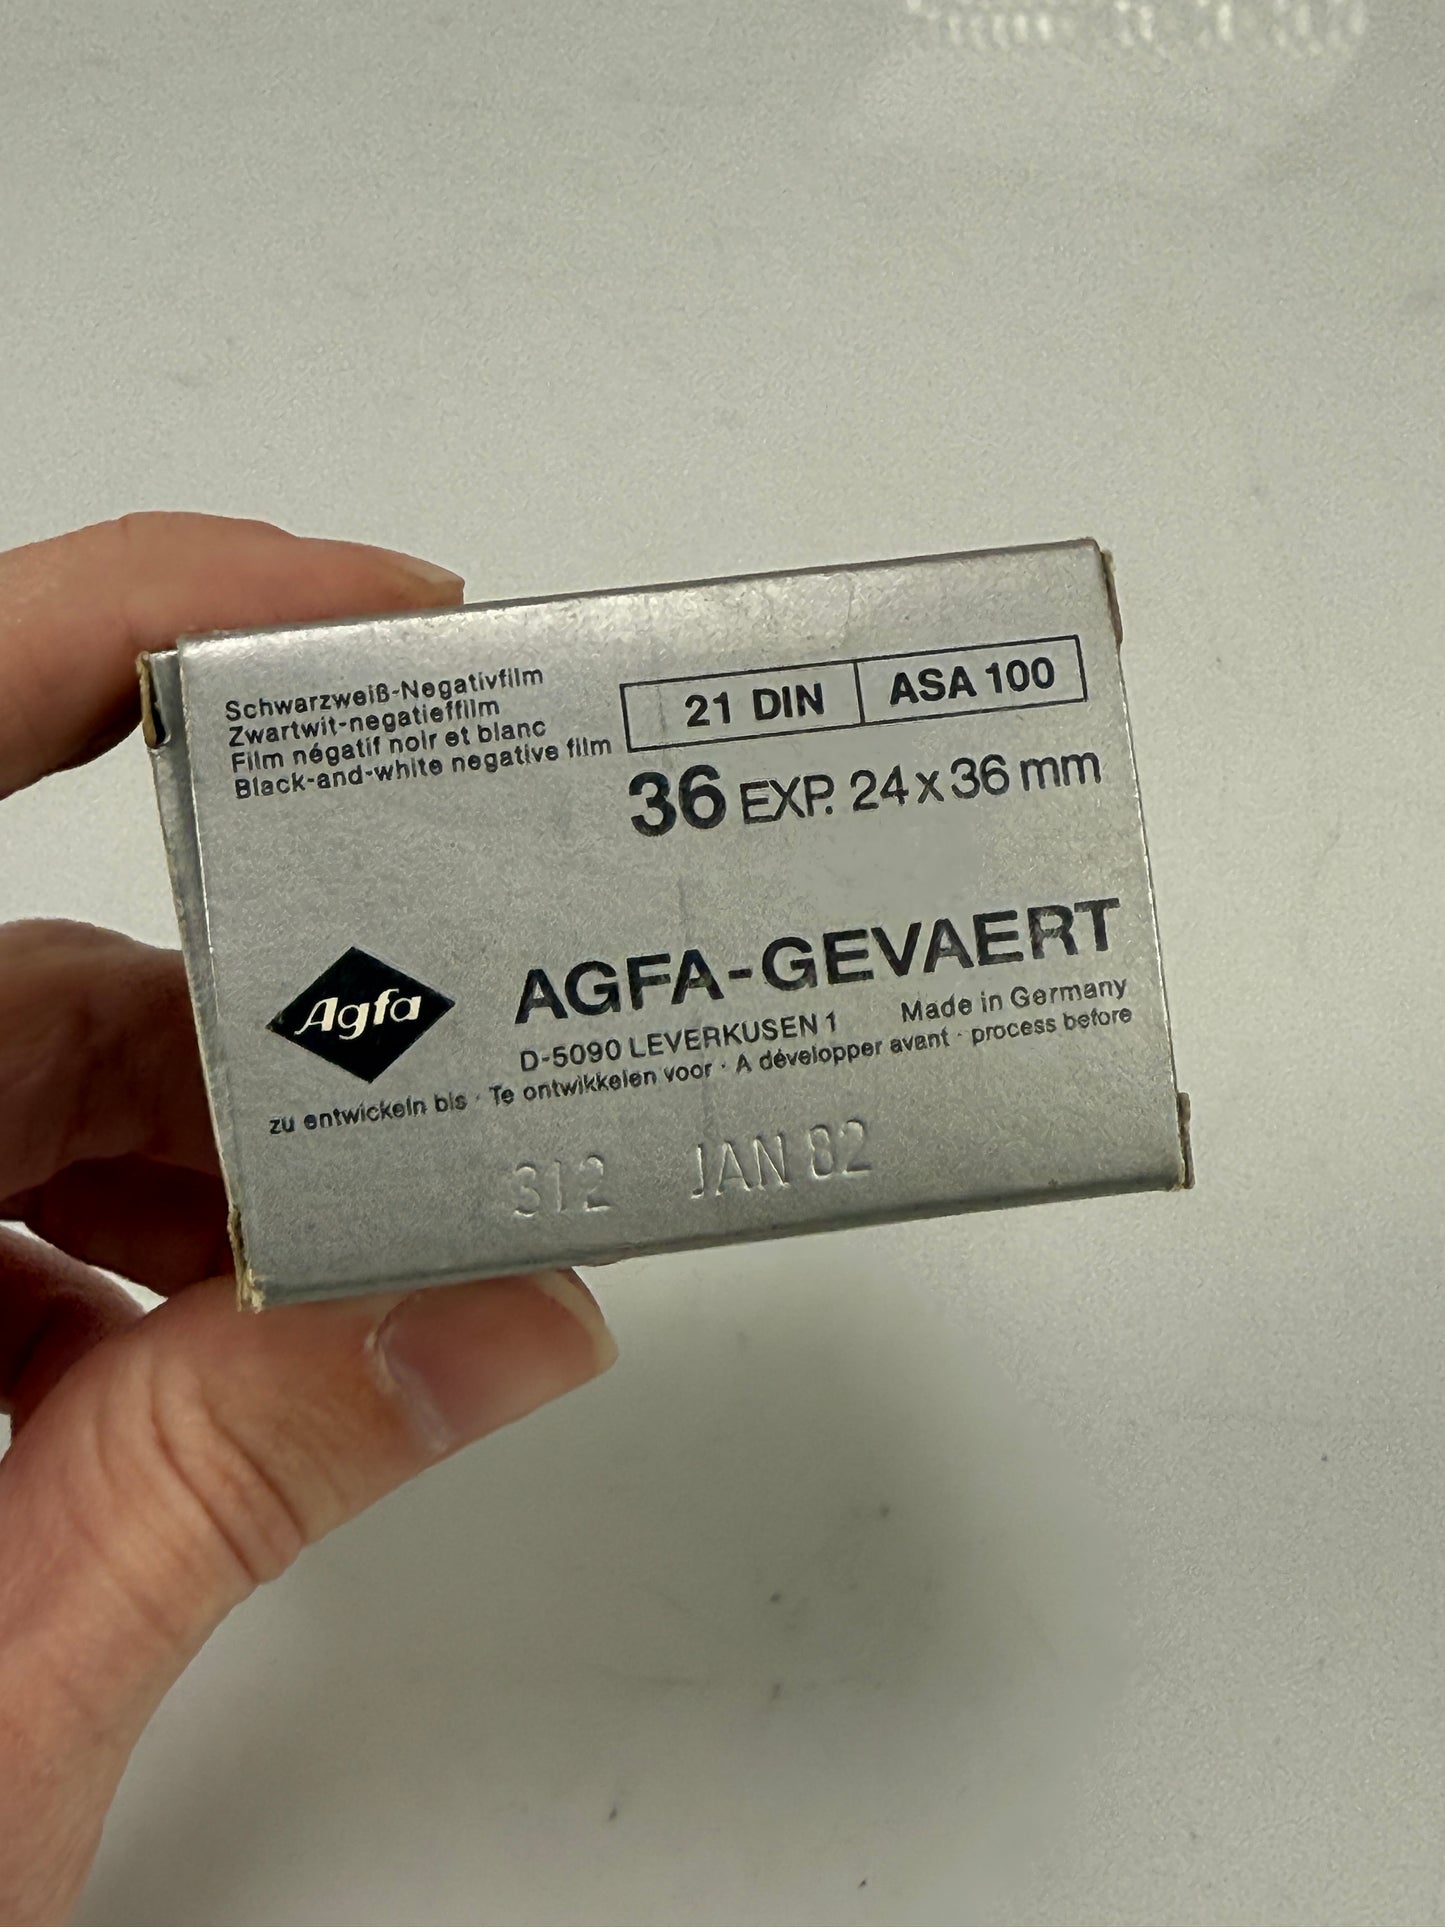 Schwarzweiß-Negativfilm
Zwartwit-negatieffilm
Film négatif noir et blanc
Black-and-white negative film
21 DIN ASA 100
36 EXP. 24x36 mm
Agfa
AGFA-GEVAERT
D-5090 LEVERKUSEN 1 Made in Germany
zu entwickeln bis · Te ontwikkelen voor · A développer avant · process before
312 JAN 82